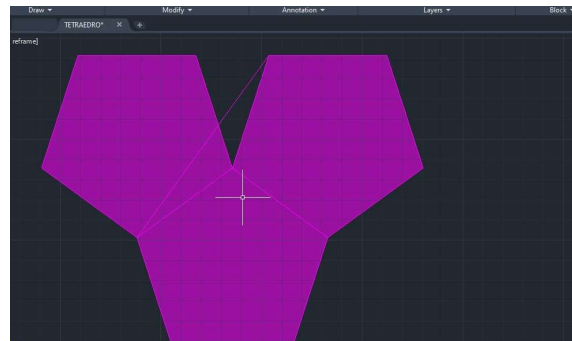 Draw ▾ Modify ▾ Annotation ▾ Layers ▾ Block
TETRAEDRO*
reframe]